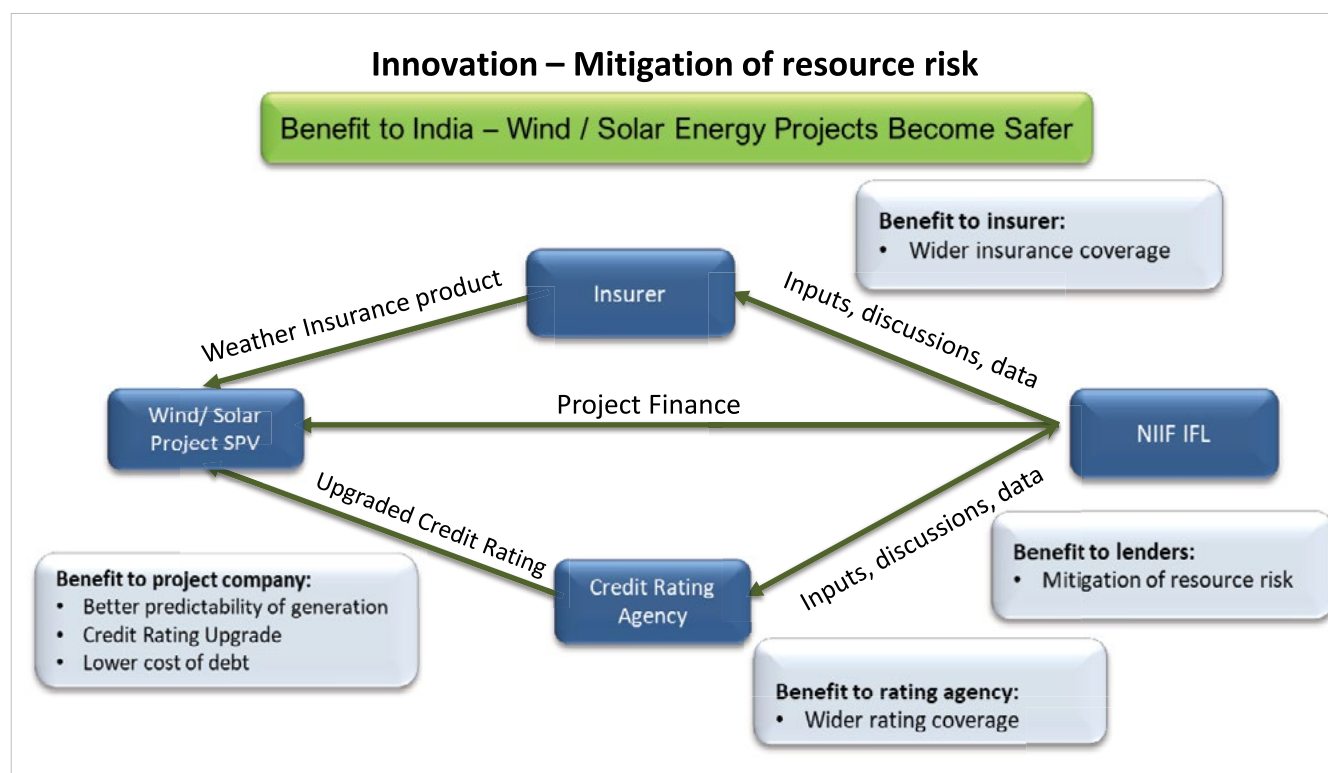 Innovation – Mitigation of resource risk
Benefit to India – Wind / Solar Energy Projects Become Safer
Benefit to insurer:
• Wider insurance coverage
Insurer
Weather Insurance product
Inputs, discussions, data
Wind/ Solar
Project SPV
Project Finance
NIIF IFL
Upgraded Credit Rating
Inputs, discussions, data
Credit Rating
Agency
Benefit to lenders:
• Mitigation of resource risk
Benefit to project company:
• Better predictability of generation
• Credit Rating Upgrade
• Lower cost of debt
Benefit to rating agency:
• Wider rating coverage